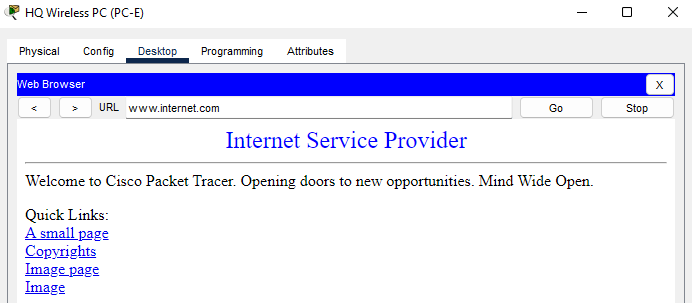 HQ Wireless PC (PC-E)
Physical Config Desktop Programming Attributes
Web Browser X
< > URL www.internet.com Go Stop
Internet Service Provider
Welcome to Cisco Packet Tracer. Opening doors to new opportunities. Mind Wide Open.
Quick Links:
A small page
Copyrights
Image page
Image